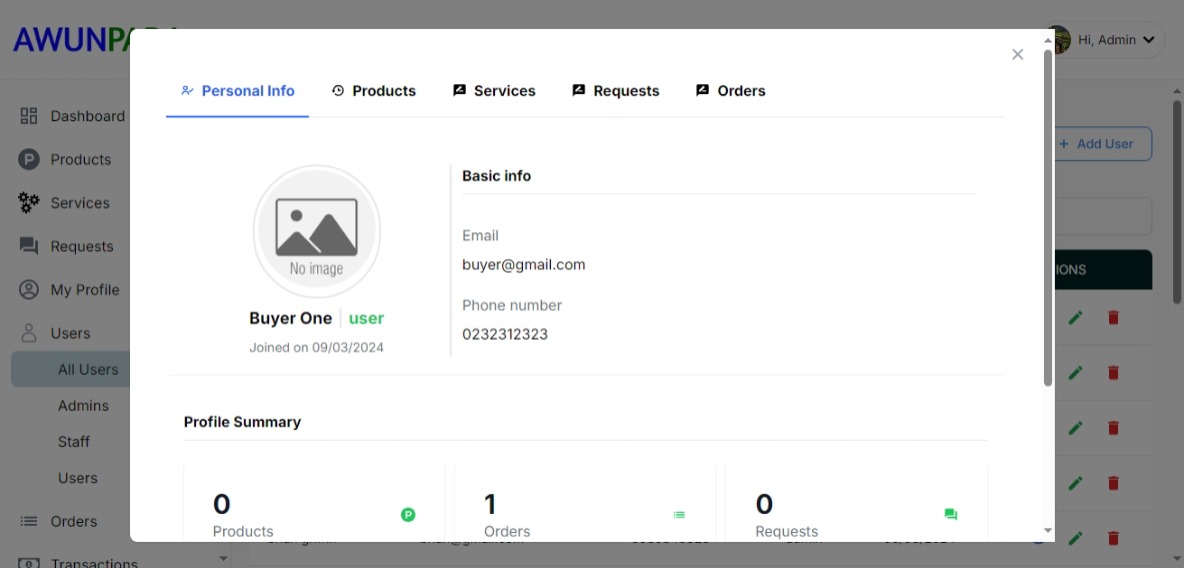 AWUNPA
Hi, Admin
Personal Info
Products
Services
Requests
Orders
Dashboard
Products
Services
Requests
My Profile
Users
All Users
Admins
Staff
Users
Orders
Transactions
+ Add User
IONS
No image
Buyer One
user
Joined on 09/03/2024
Basic info
Email
buyer@gmail.com
Phone number
0232312323
Profile Summary
0
Products
1
Orders
0
Requests